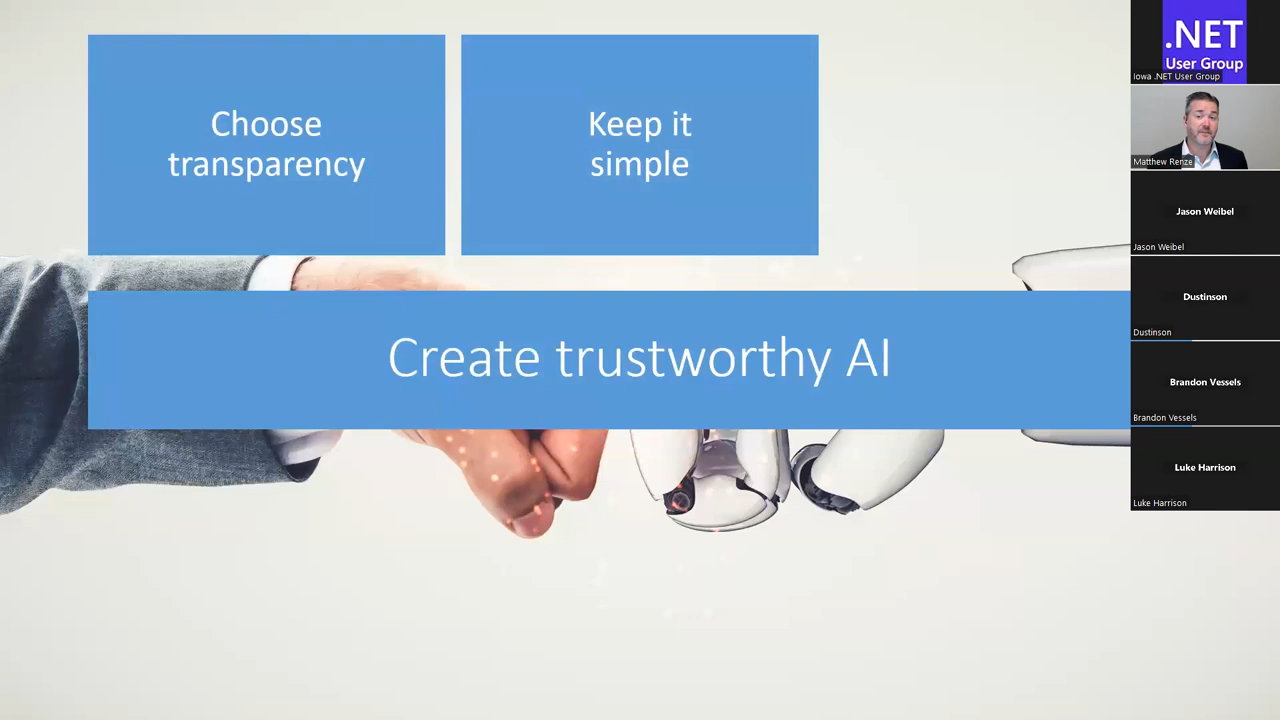 Choose
transparency
Keep it
simple
Create trustworthy AI
.NET
User Group
Iowa .NET User Group
Matthew Renze
Jason Weibel
Jason Weibel
Dustinson
Dustinson
Brandon Vessels
Brandon Vessels
Luke Harrison
Luke Harrison